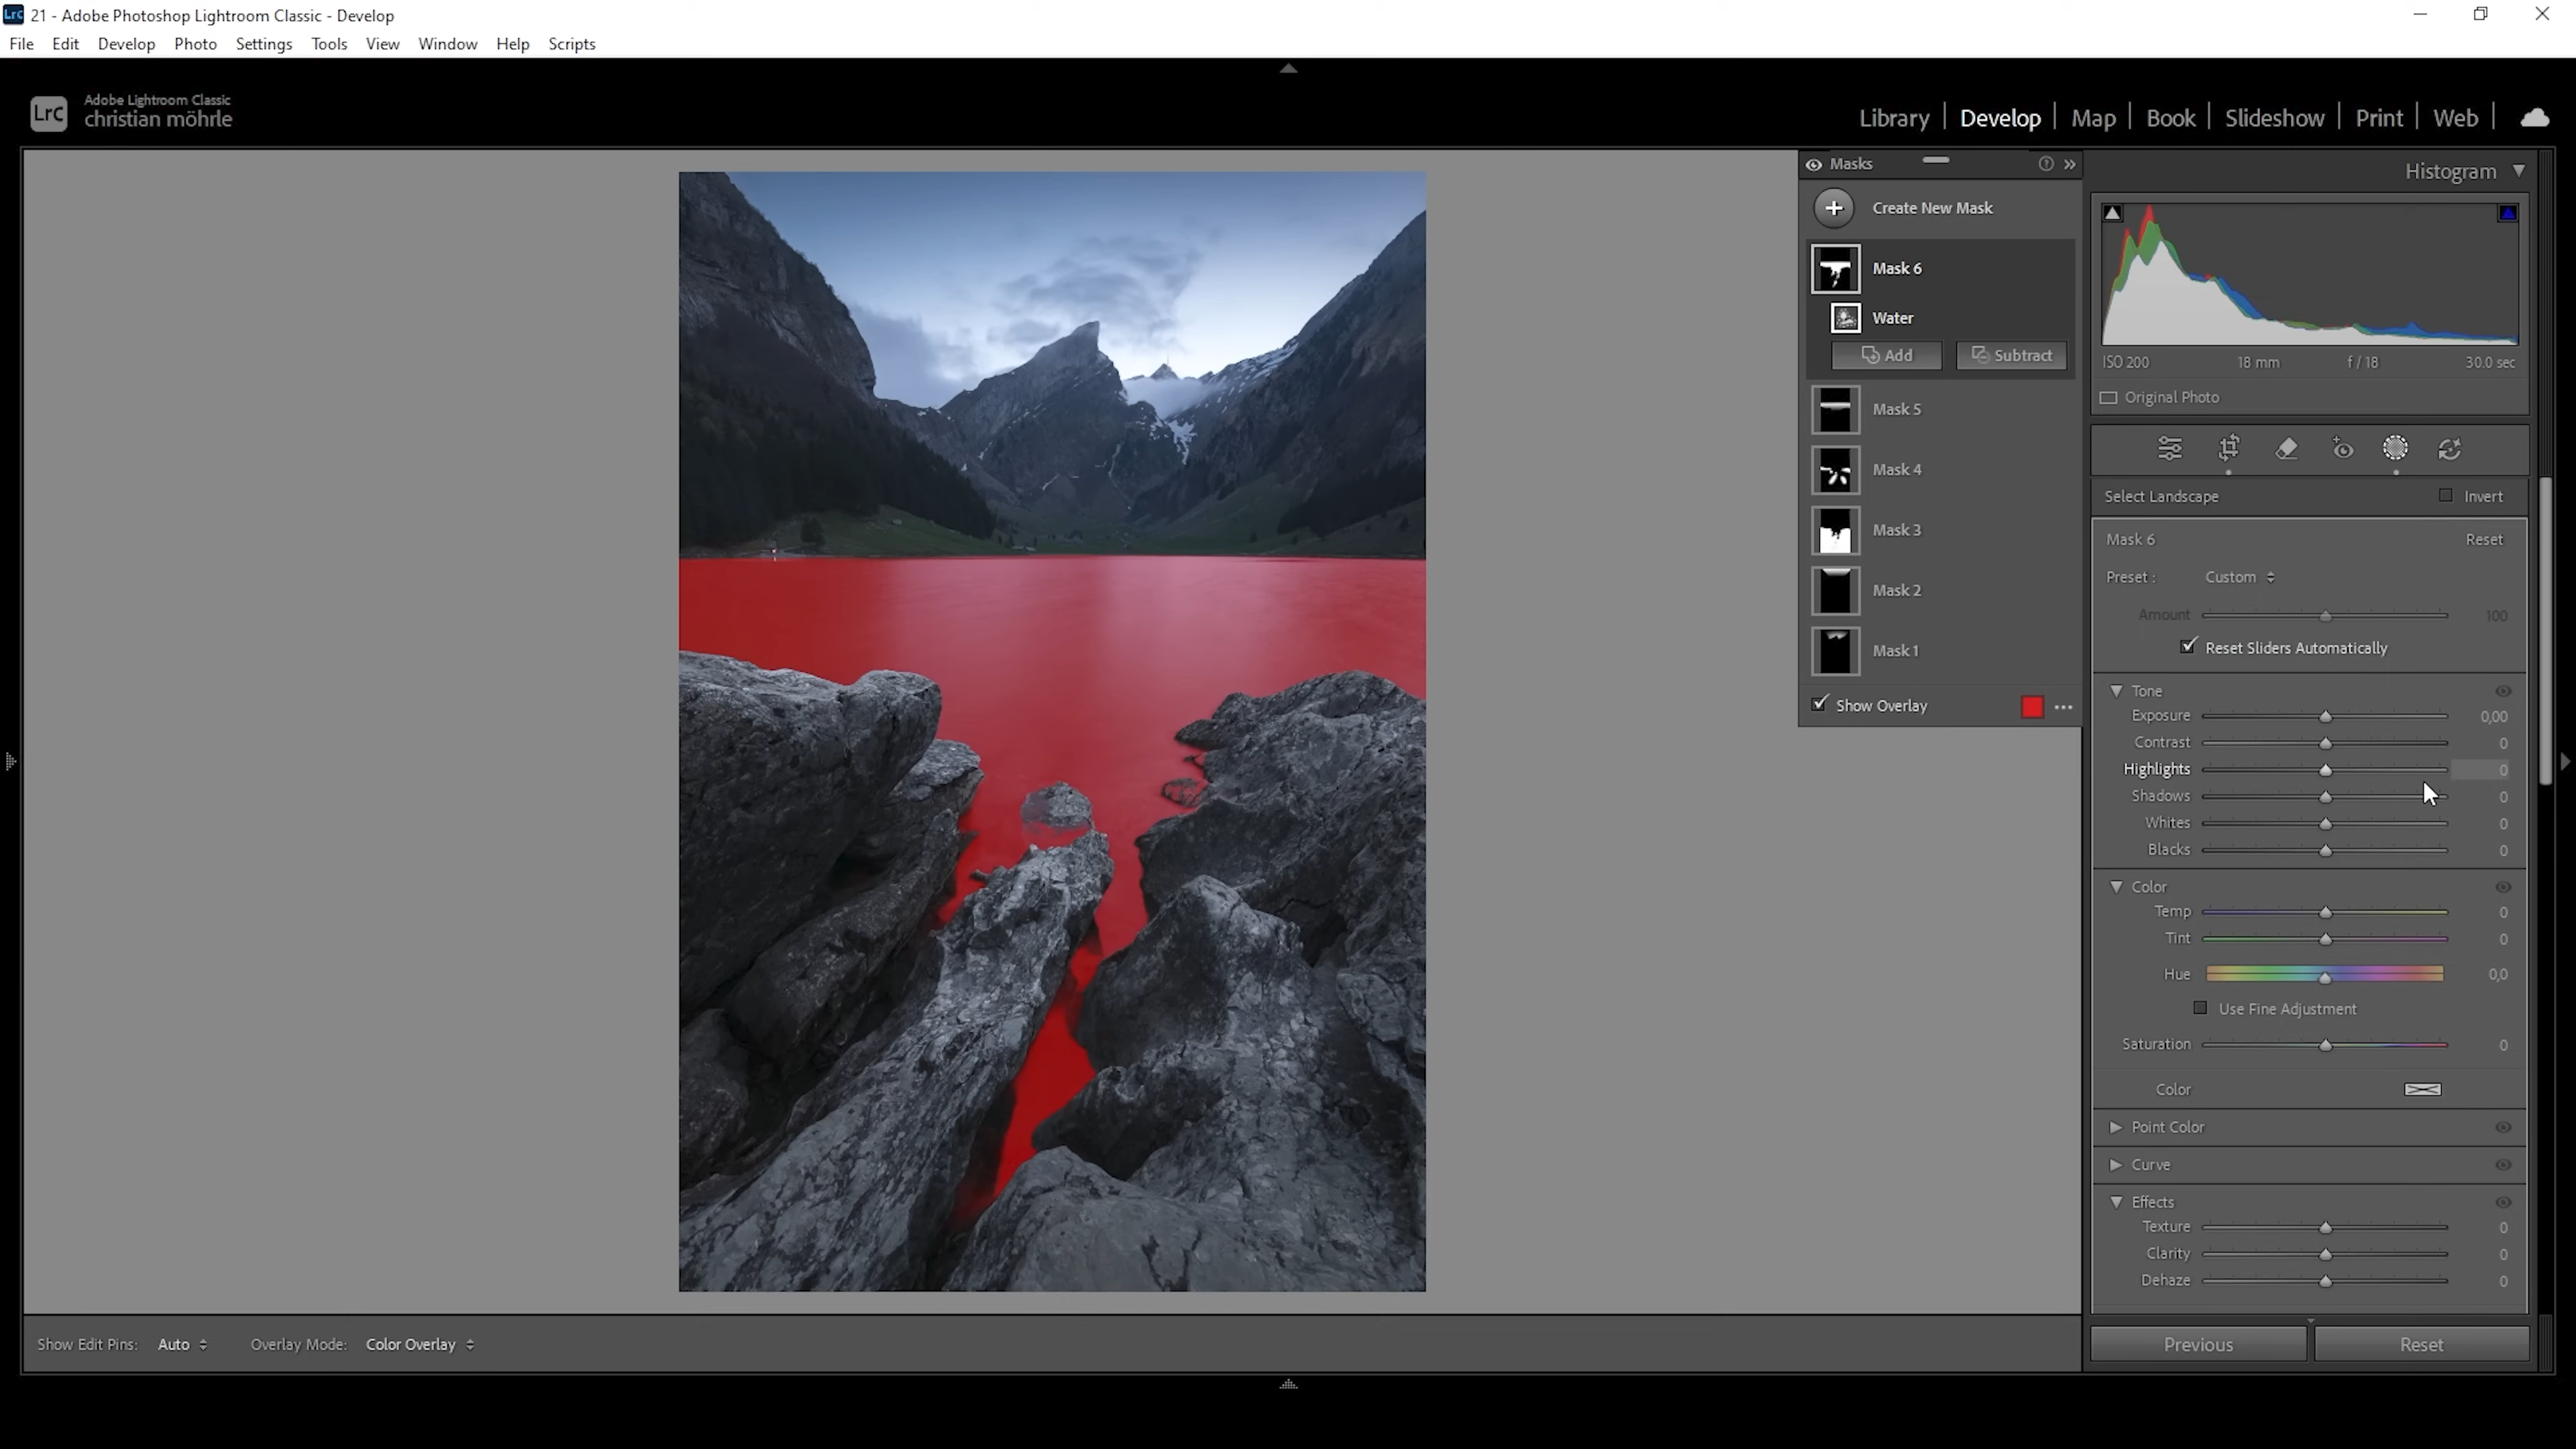 Lrc 21 - Adobe Photoshop Lightroom Classic - Develop
File Edit Develop Photo Settings Tools View Window Help Scripts
Lrc Adobe Lightroom Classic
christian möhrle
Library | Develop | Map | Book | Slideshow | Print | Web |
Masks
Create New Mask
Mask 6
Water
Add Subtract
Mask 5
Mask 4
Mask 3
Mask 2
Mask 1
Show Overlay
Histogram
ISO 200 18 mm f / 18 30.0 sec
Original Photo
Select Landscape Invert
Mask 6 Reset
Preset : Custom
Amount 100
Reset Sliders Automatically
Tone
Exposure 0,00
Contrast 0
Highlights 0
Shadows 0
Whites 0
Blacks 0
Color
Temp 0
Tint 0
Hue 0,0
Use Fine Adjustment
Saturation 0
Color
Point Color
Curve
Effects
Texture 0
Clarity 0
Dehaze 0
Show Edit Pins: Auto Overlay Mode: Color Overlay
Previous Reset